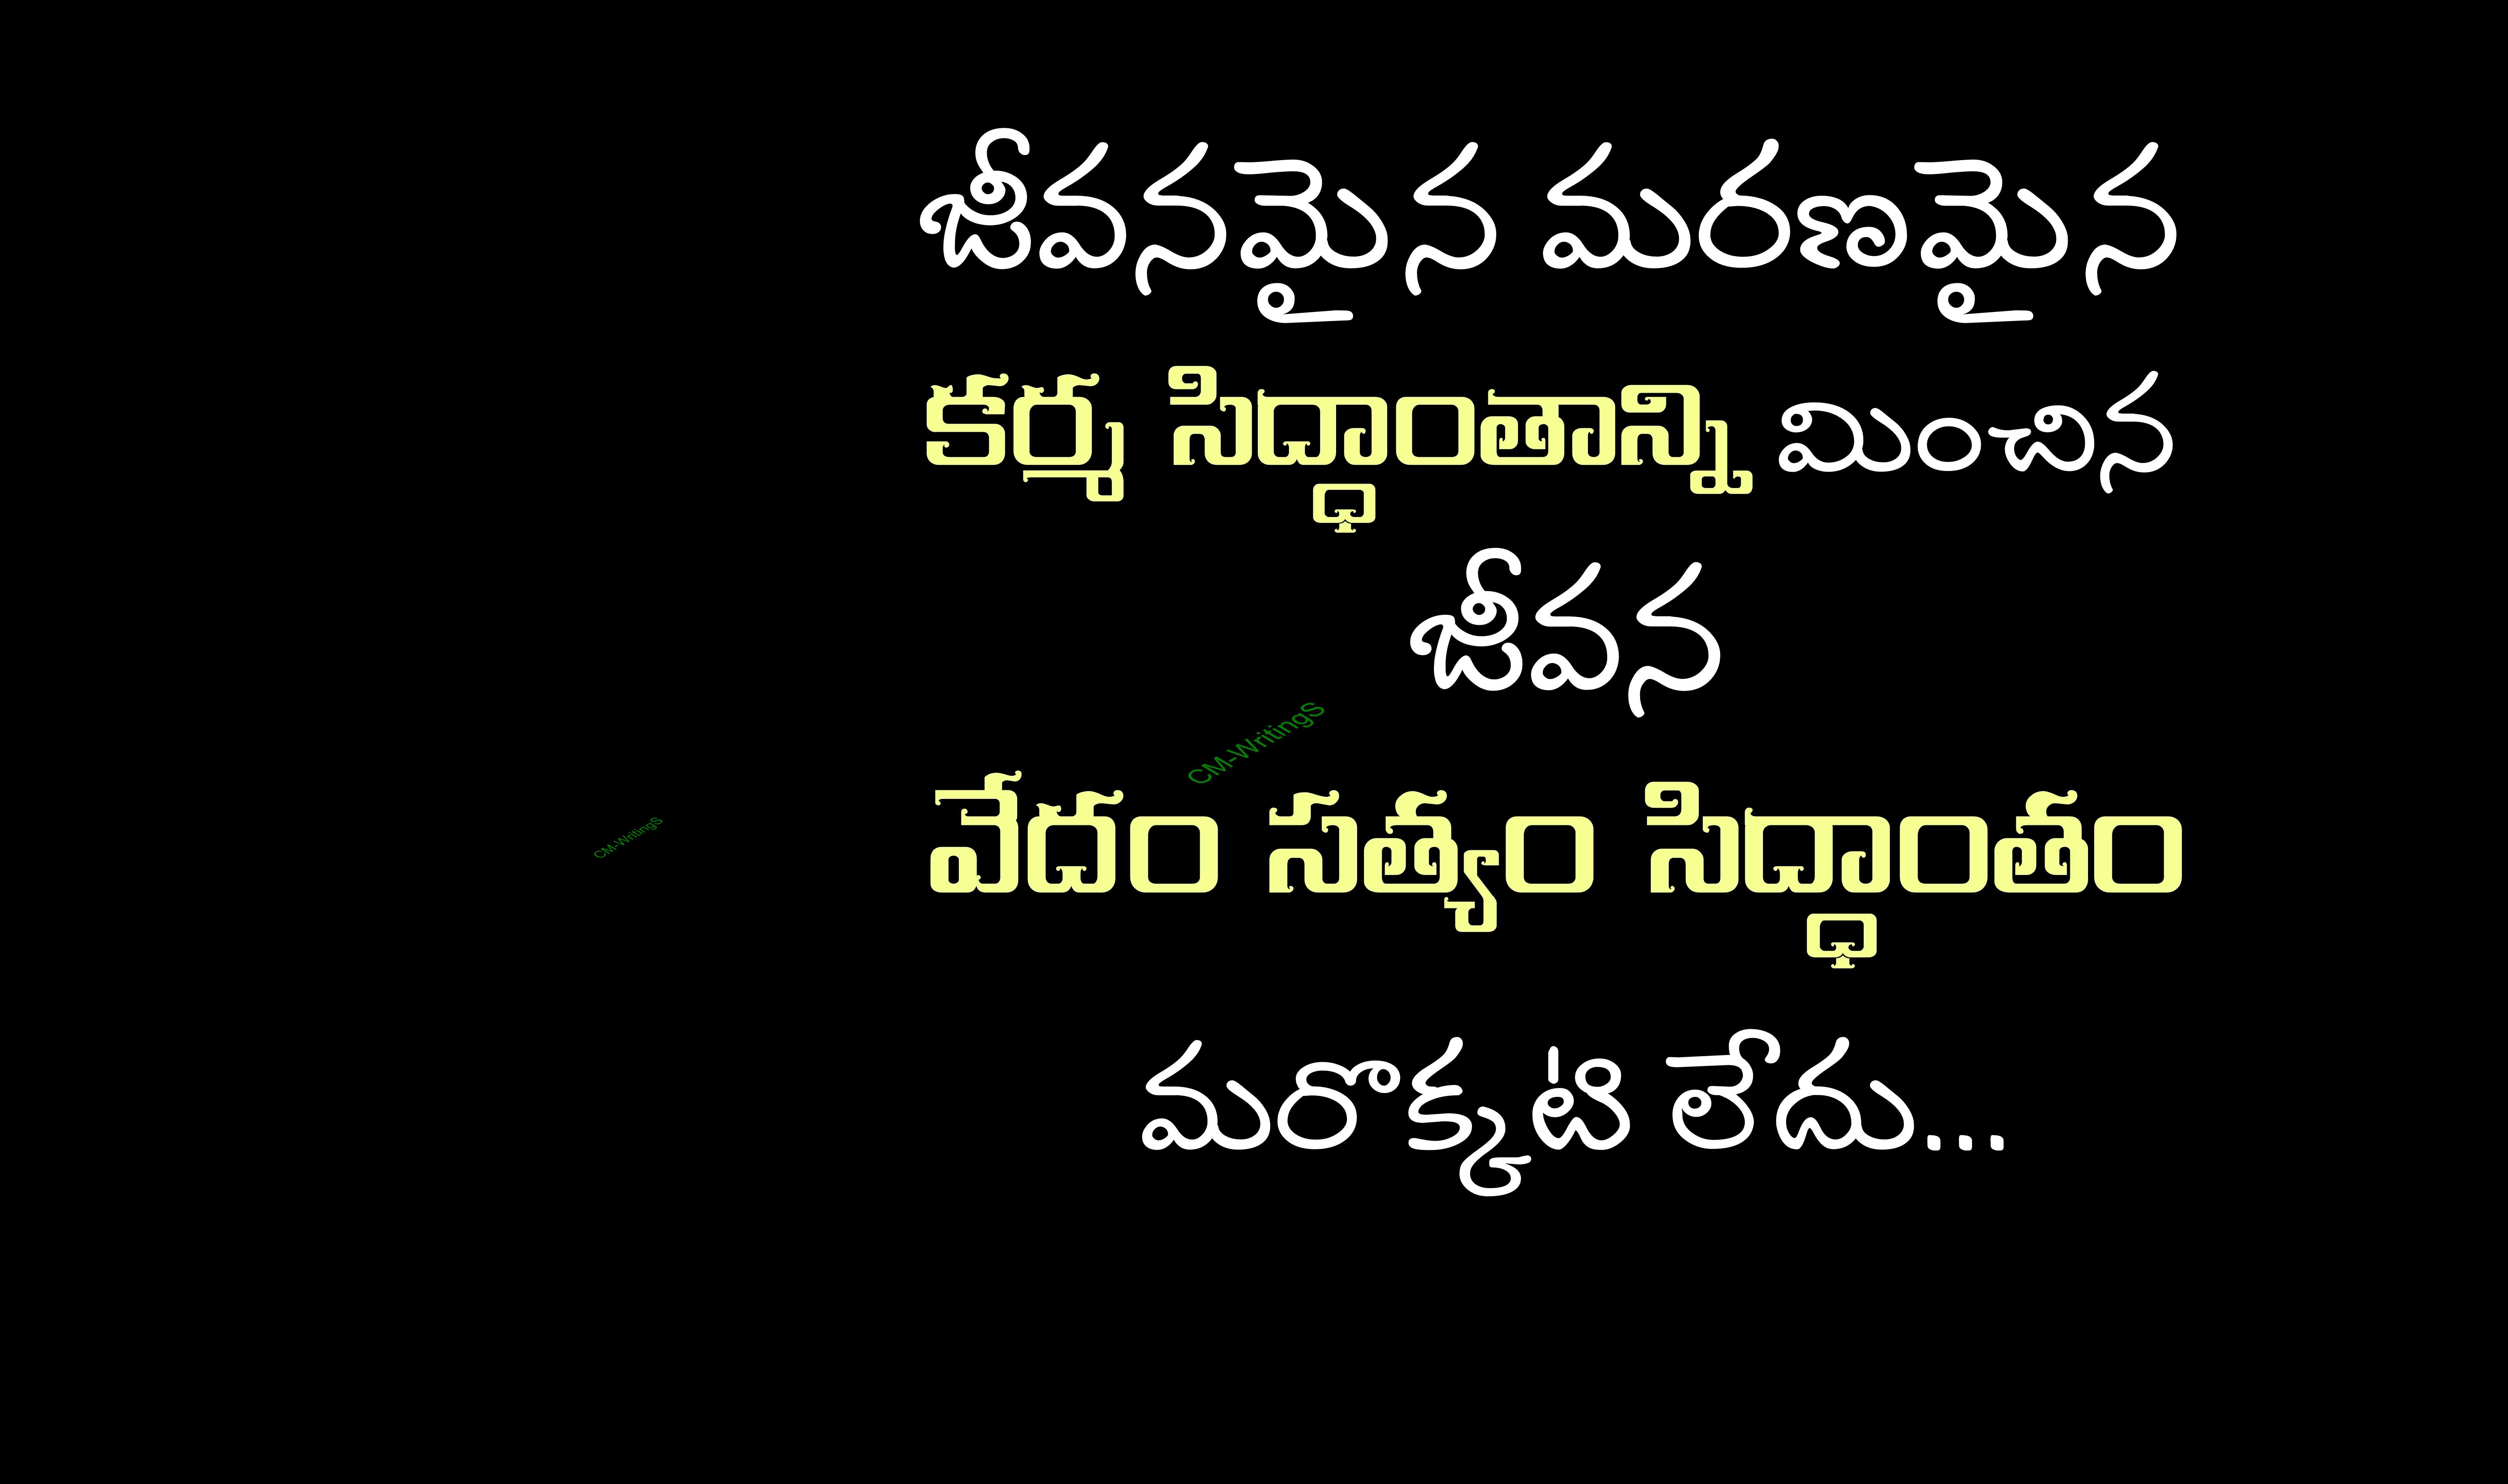 జీవనమైన మరణమైన
కర్మ సిద్ధాంతాన్ని మించిన
జీవన
CM-WritingS
వేదం సత్యం సిద్ధాంతం
CM-WritingS
మరొక్కటి లేదు...